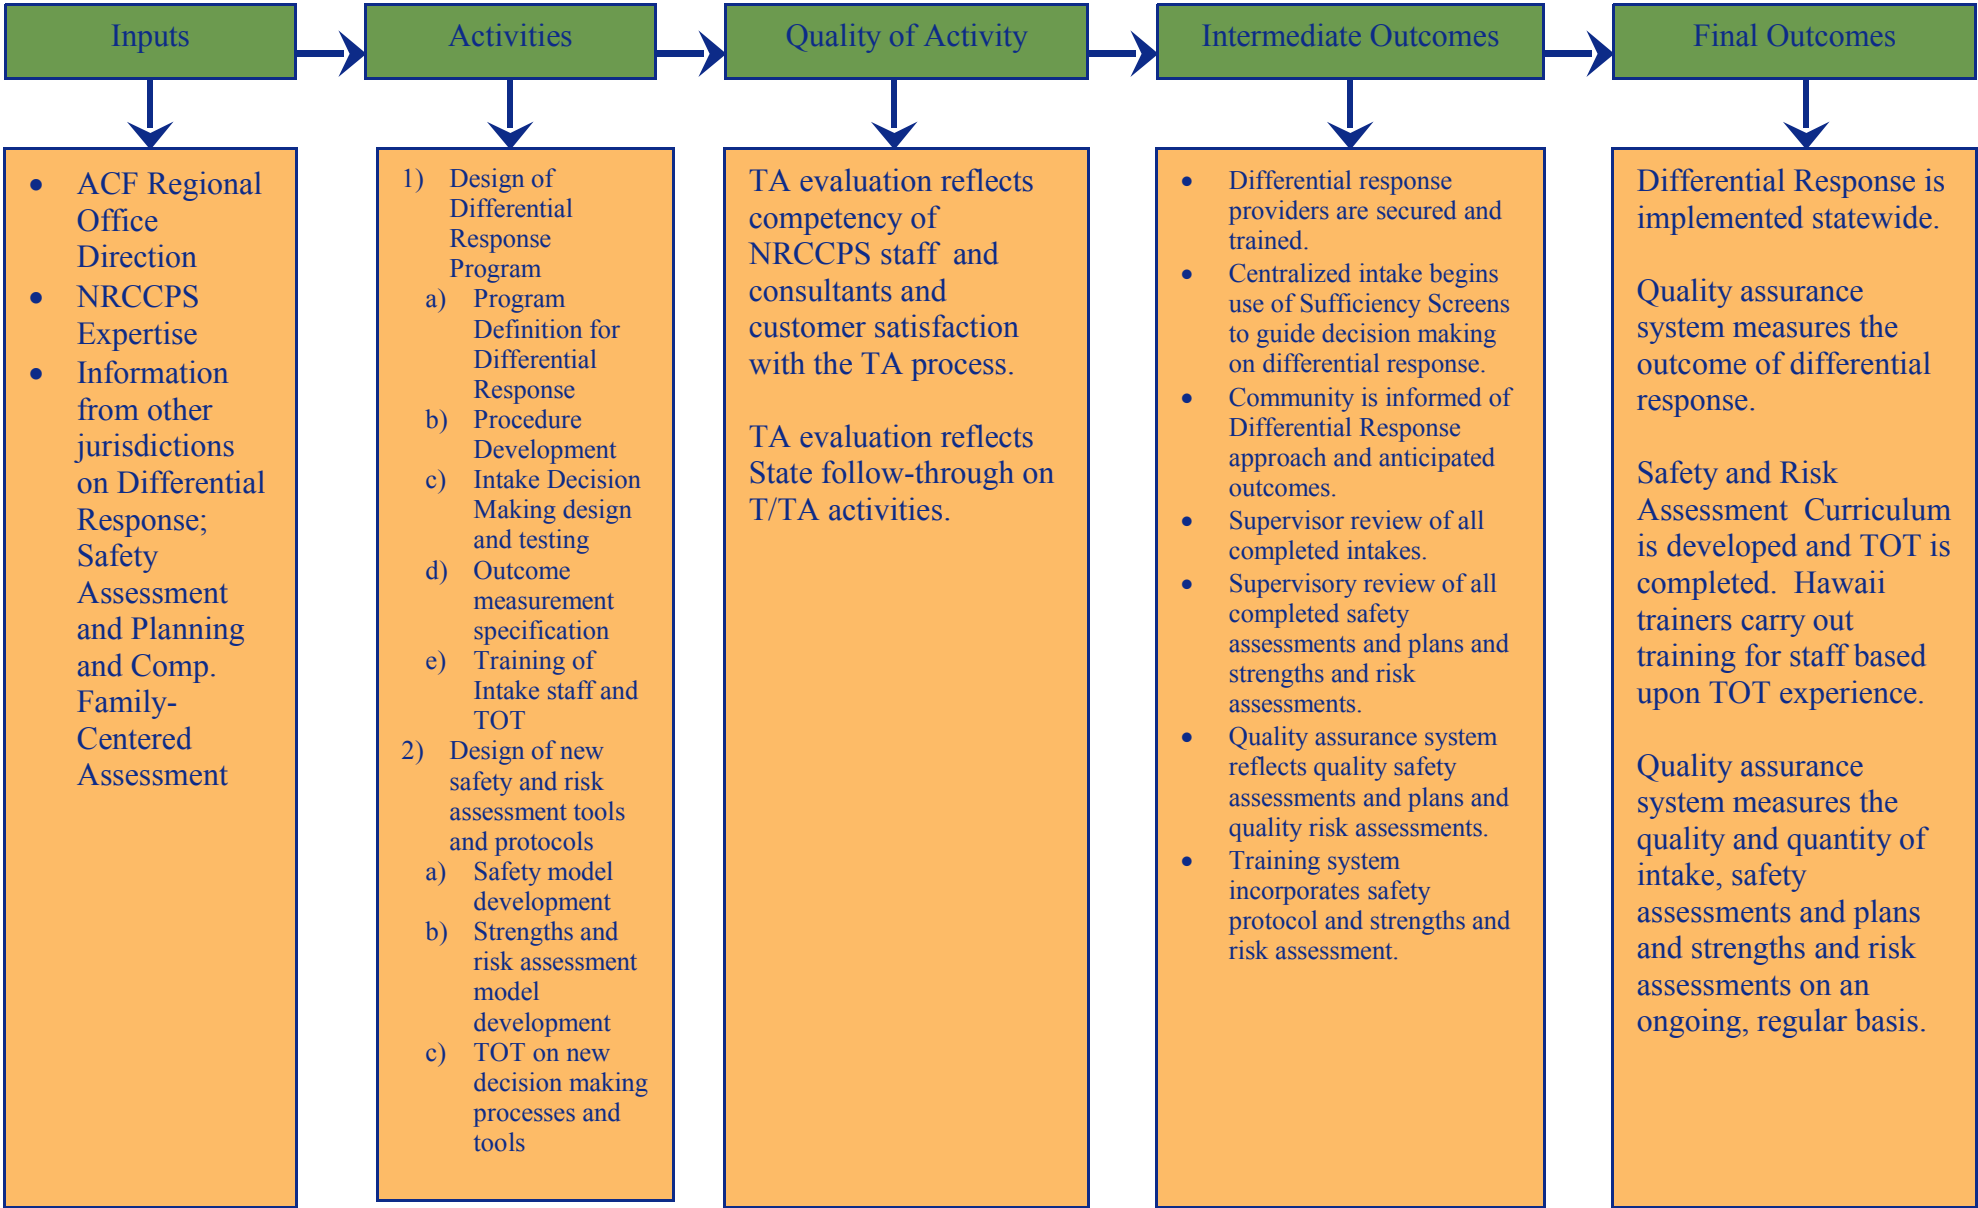 Inputs
Activities
Quality of Activity
Intermediate Outcomes
Final Outcomes
• ACF Regional
Office
Direction
• NRCCPS
Expertise
• Information
from other
jurisdictions
on Differential
Response;
Safety
Assessment
and Planning
and Comp.
Family-
Centered
Assessment
1) Design of
Differential
Response
Program
a) Program
Definition for
Differential
Response
b) Procedure
Development
c) Intake Decision
Making design
and testing
d) Outcome
measurement
specification
e) Training of
Intake staff and
TOT
2) Design of new
safety and risk
assessment tools
and protocols
a) Safety model
development
b) Strengths and
risk assessment
model
development
c) TOT on new
decision making
processes and
tools
TA evaluation reflects
competency of
NRCCPS staff and
consultants and
customer satisfaction
with the TA process.
TA evaluation reflects
State follow-through on
T/TA activities.
• Differential response
providers are secured and
trained.
• Centralized intake begins
use of Sufficiency Screens
to guide decision making
on differential response.
• Community is informed of
Differential Response
approach and anticipated
outcomes.
• Supervisor review of all
completed intakes.
• Supervisory review of all
completed safety
assessments and plans and
strengths and risk
assessments.
• Quality assurance system
reflects quality safety
assessments and plans and
quality risk assessments.
• Training system
incorporates safety
protocol and strengths and
risk assessment.
Differential Response is
implemented statewide.
Quality assurance
system measures the
outcome of differential
response.
Safety and Risk
Assessment Curriculum
is developed and TOT is
completed. Hawaii
trainers carry out
training for staff based
upon TOT experience.
Quality assurance
system measures the
quality and quantity of
intake, safety
assessments and plans
and strengths and risk
assessments on an
ongoing, regular basis.